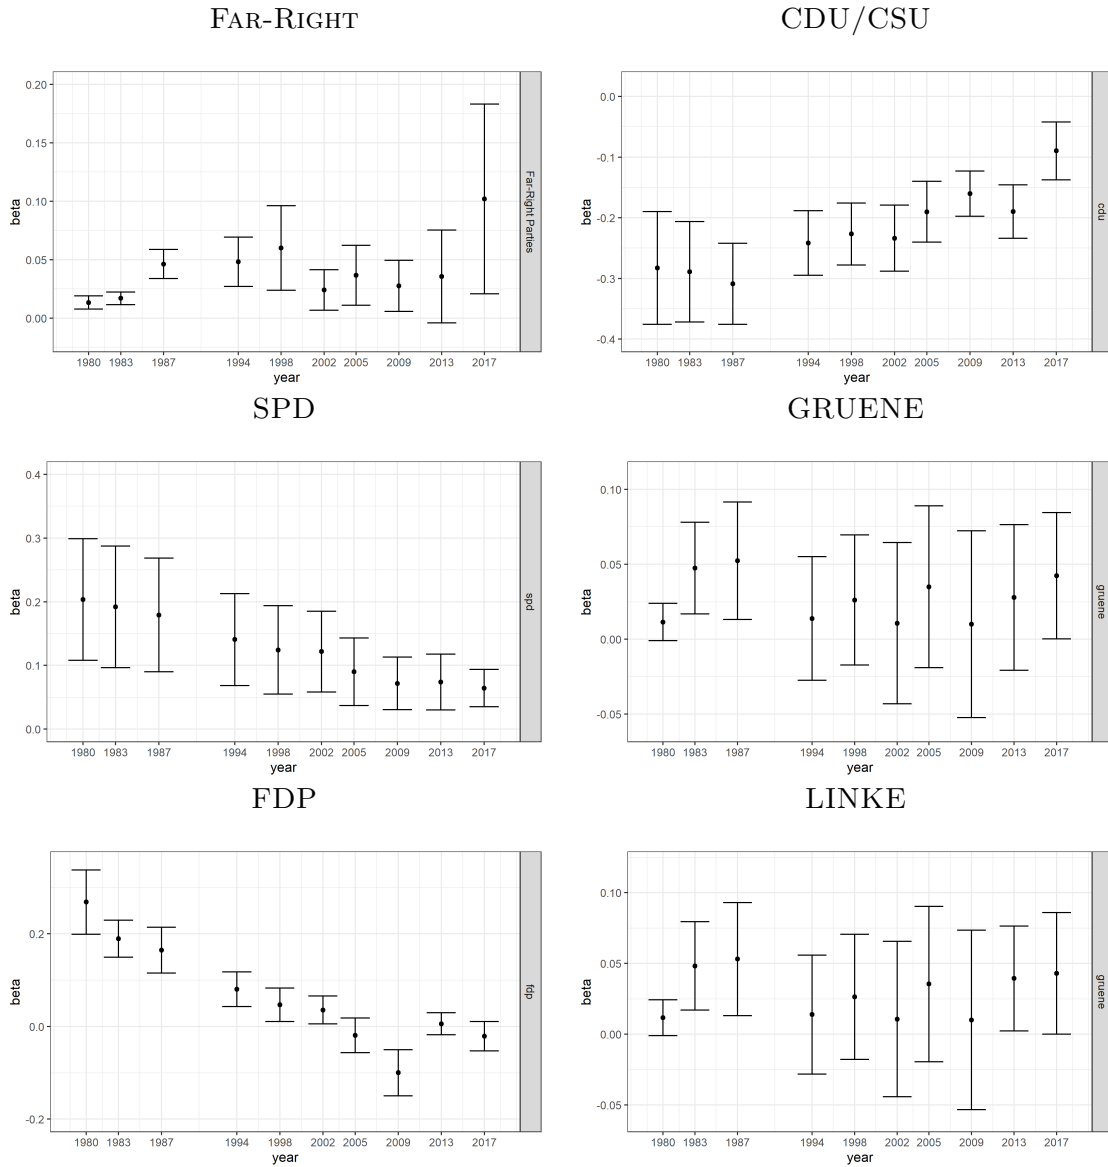 FAR-RIGHT
0.20
0.15
0.10
0.05
0.00
beta
1980 1983 1987 1994 1998 2002 2005 2009 2013 2017
year
Far-Right Parties
CDU/CSU
0.0
-0.1
-0.2
-0.3
-0.4
beta
1980 1983 1987 1994 1998 2002 2005 2009 2013 2017
year
cdu
SPD
0.4
0.3
0.2
0.1
0.0
beta
1980 1983 1987 1994 1998 2002 2005 2009 2013 2017
year
spd
GRUENE
0.10
0.05
0.00
-0.05
beta
1980 1983 1987 1994 1998 2002 2005 2009 2013 2017
year
gruene
FDP
0.2
0.0
-0.2
beta
1980 1983 1987 1994 1998 2002 2005 2009 2013 2017
year
fdp
LINKE
0.10
0.05
0.00
-0.05
beta
1980 1983 1987 1994 1998 2002 2005 2009 2013 2017
year
gruene